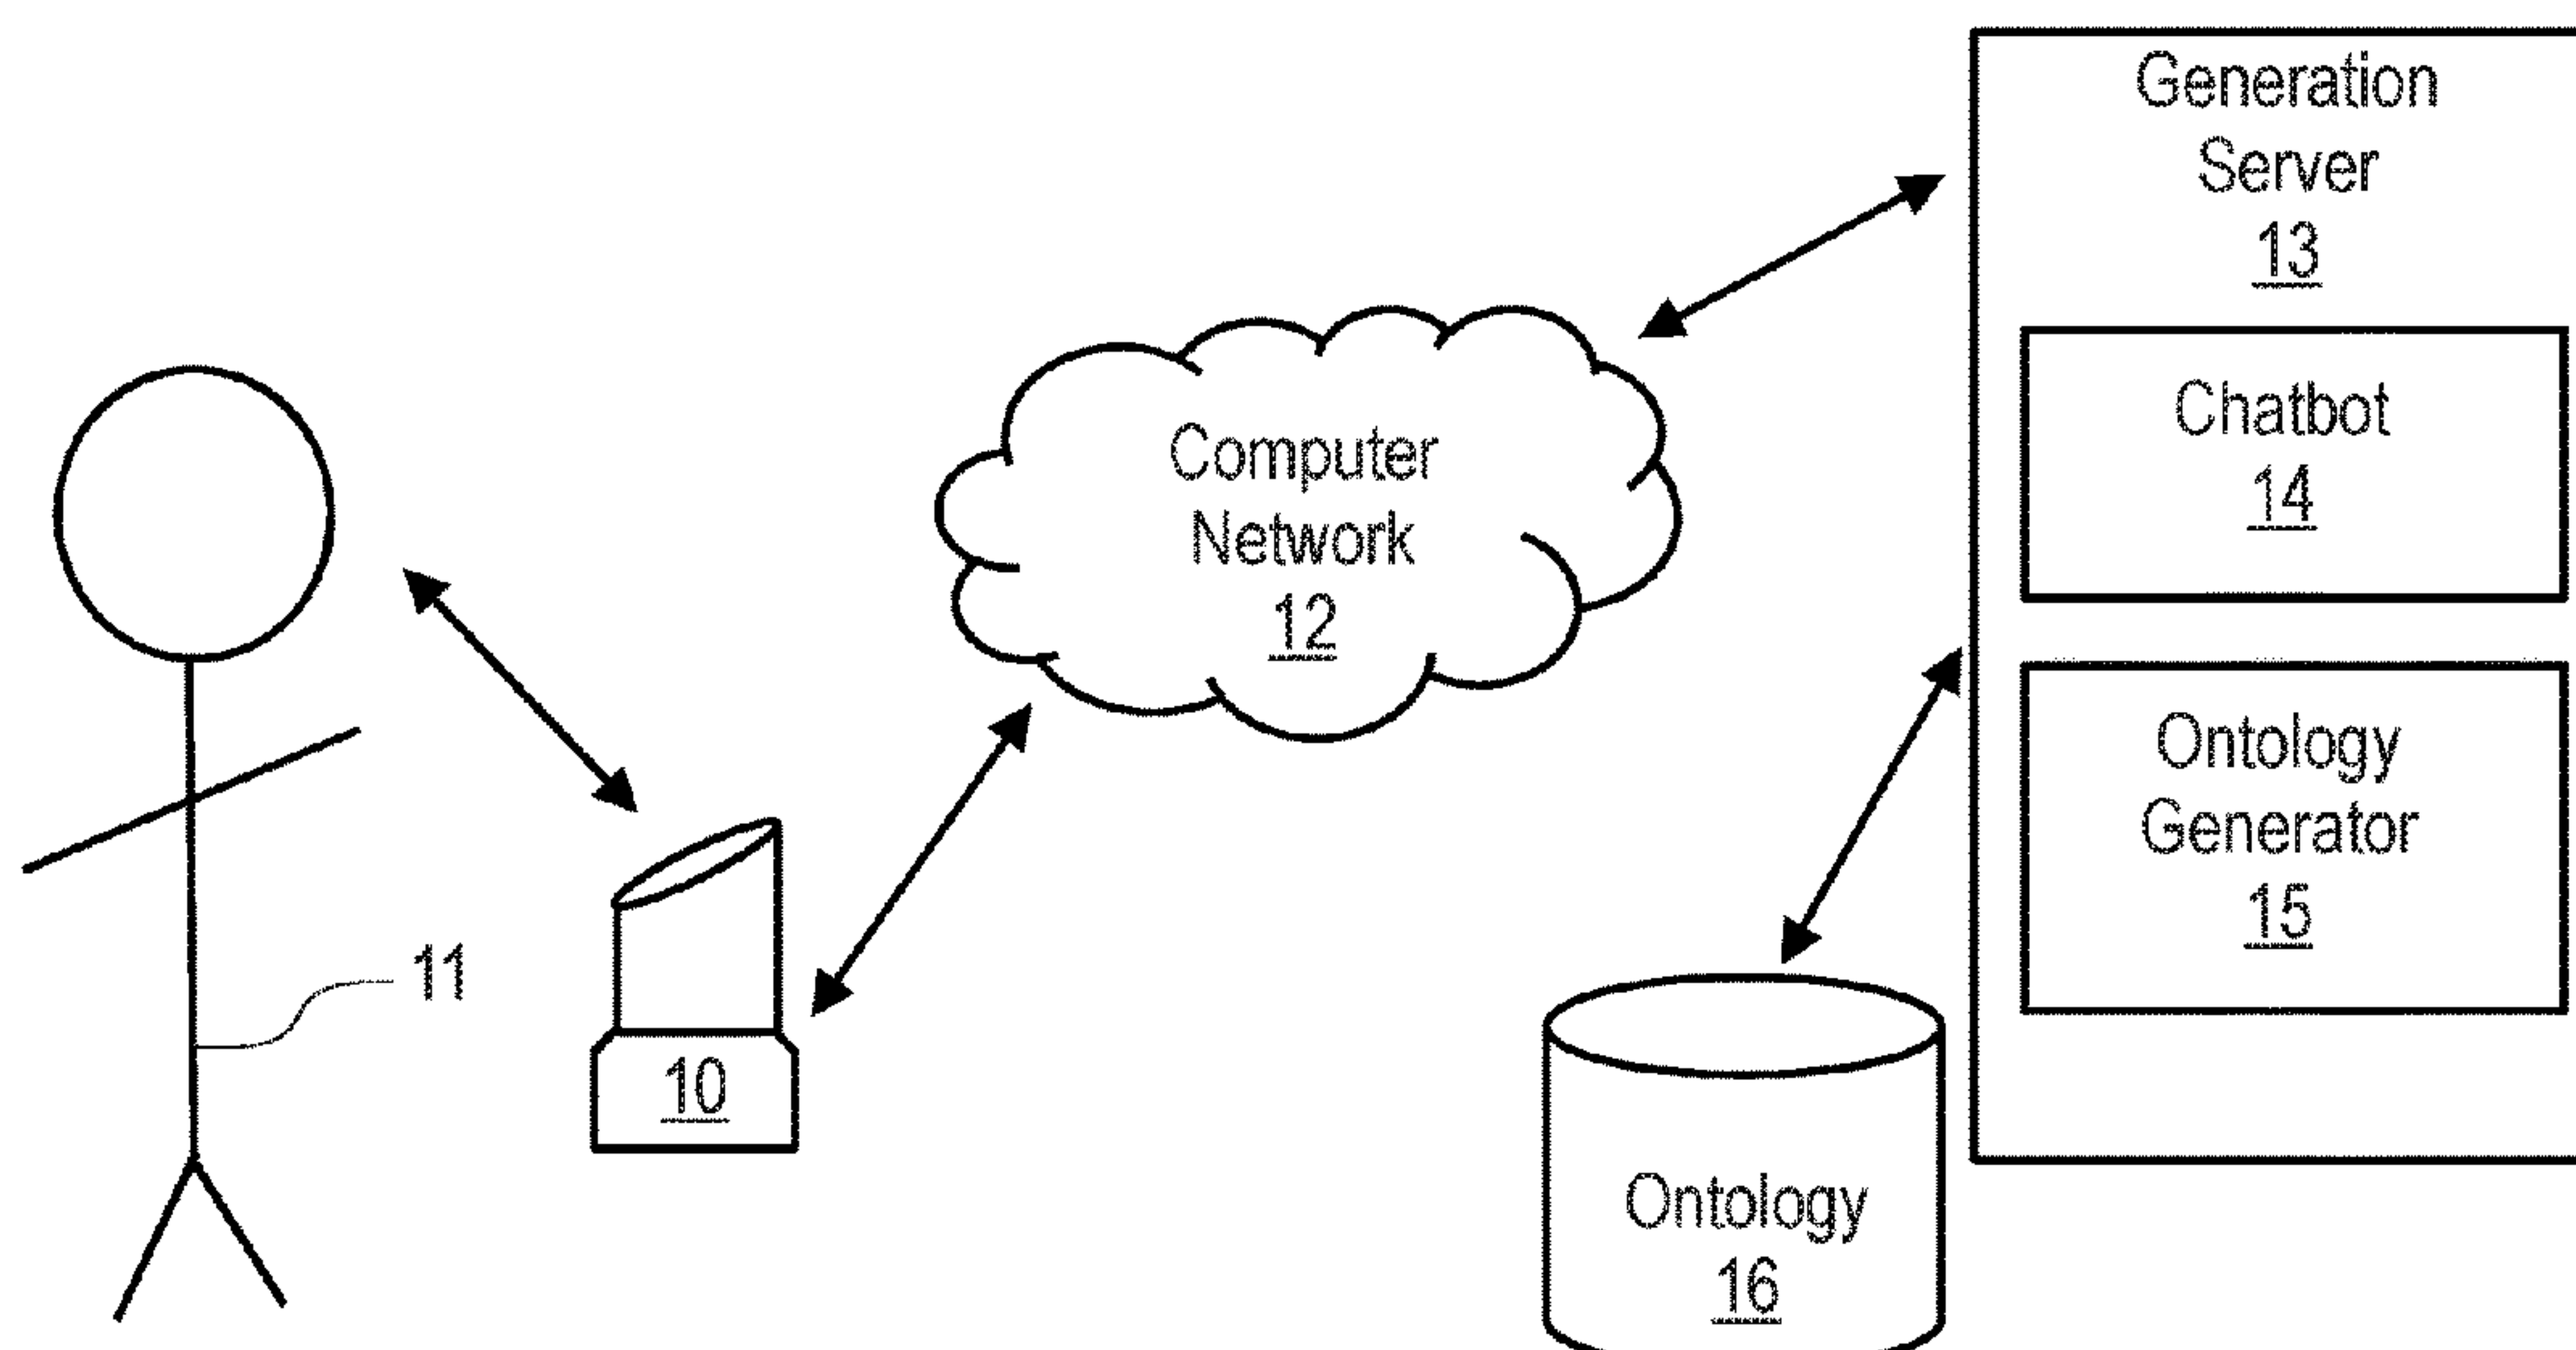 Generation
Server
13
Chatbot
14
Computer
Network
12
Ontology
Generator
15
11
10
Ontology
16